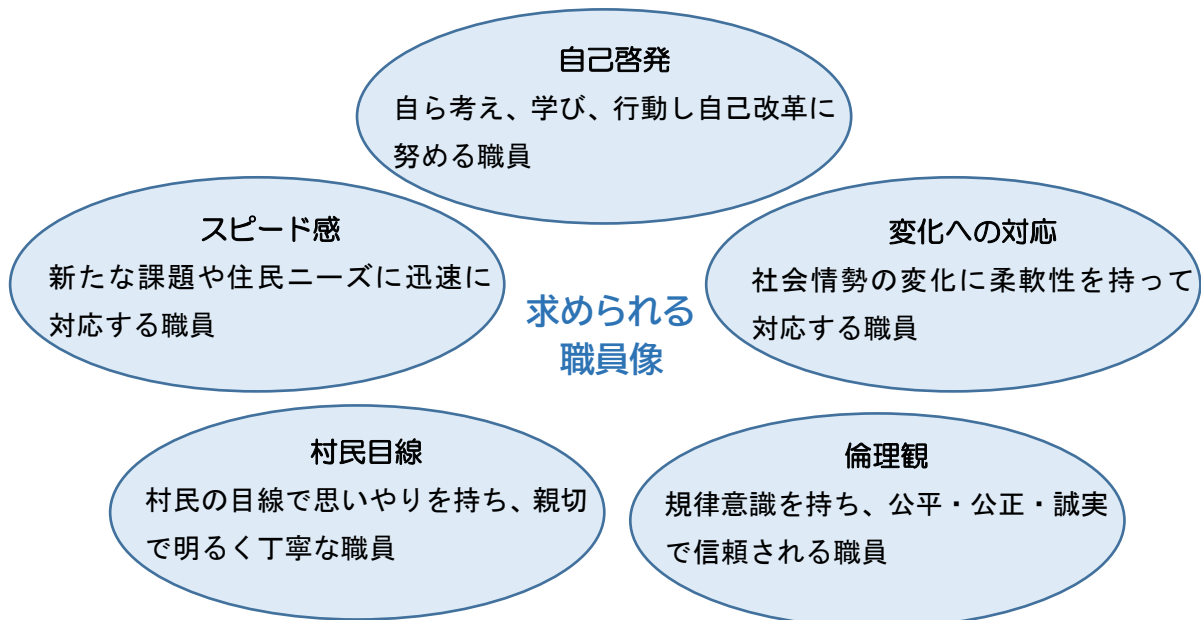 自己啓発
自ら考え、学び、行動し自己改革に
努める職員
スピード感
新たな課題や住民ニーズに迅速に
対応する職員
変化への対応
社会情勢の変化に柔軟性を持って
対応する職員
求められる
職員像
村民目線
村民の目線で思いやりを持ち、親切
で明るく丁寧な職員
倫理観
規律意識を持ち、公平・公正・誠実
で信頼される職員